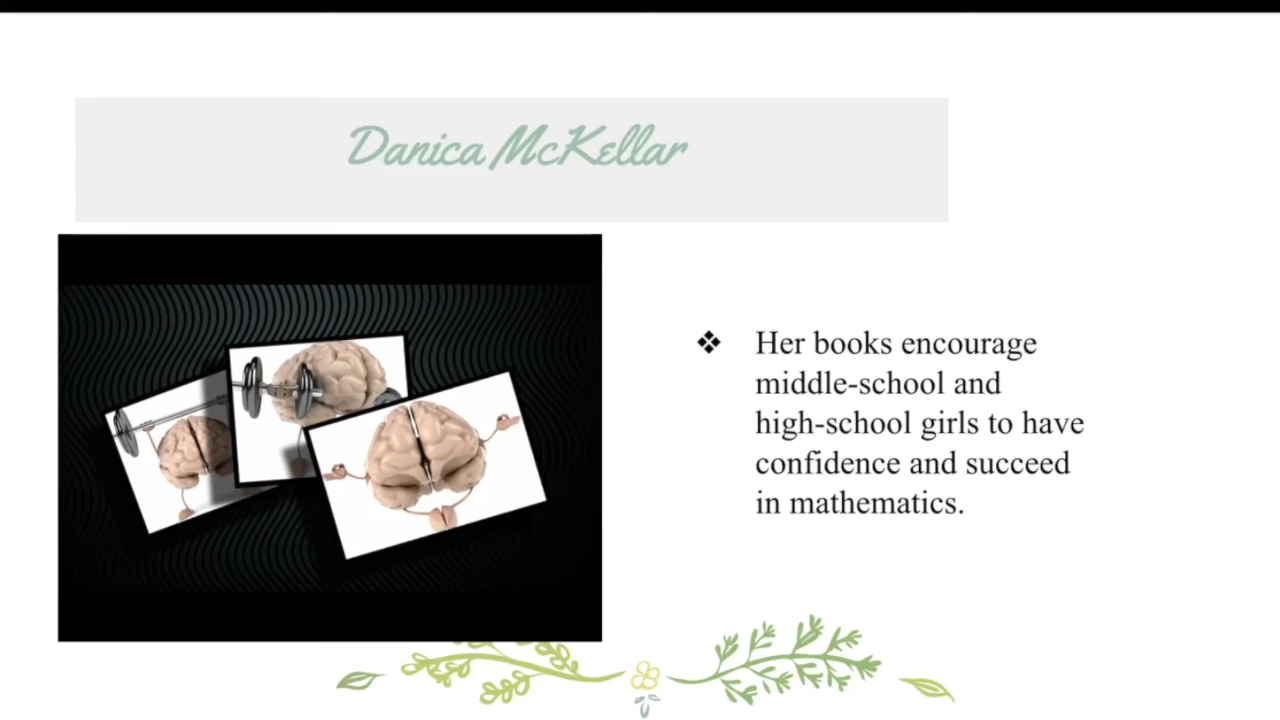 Danica McKellar
❖ Her books encourage
middle-school and
high-school girls to have
confidence and succeed
in mathematics.